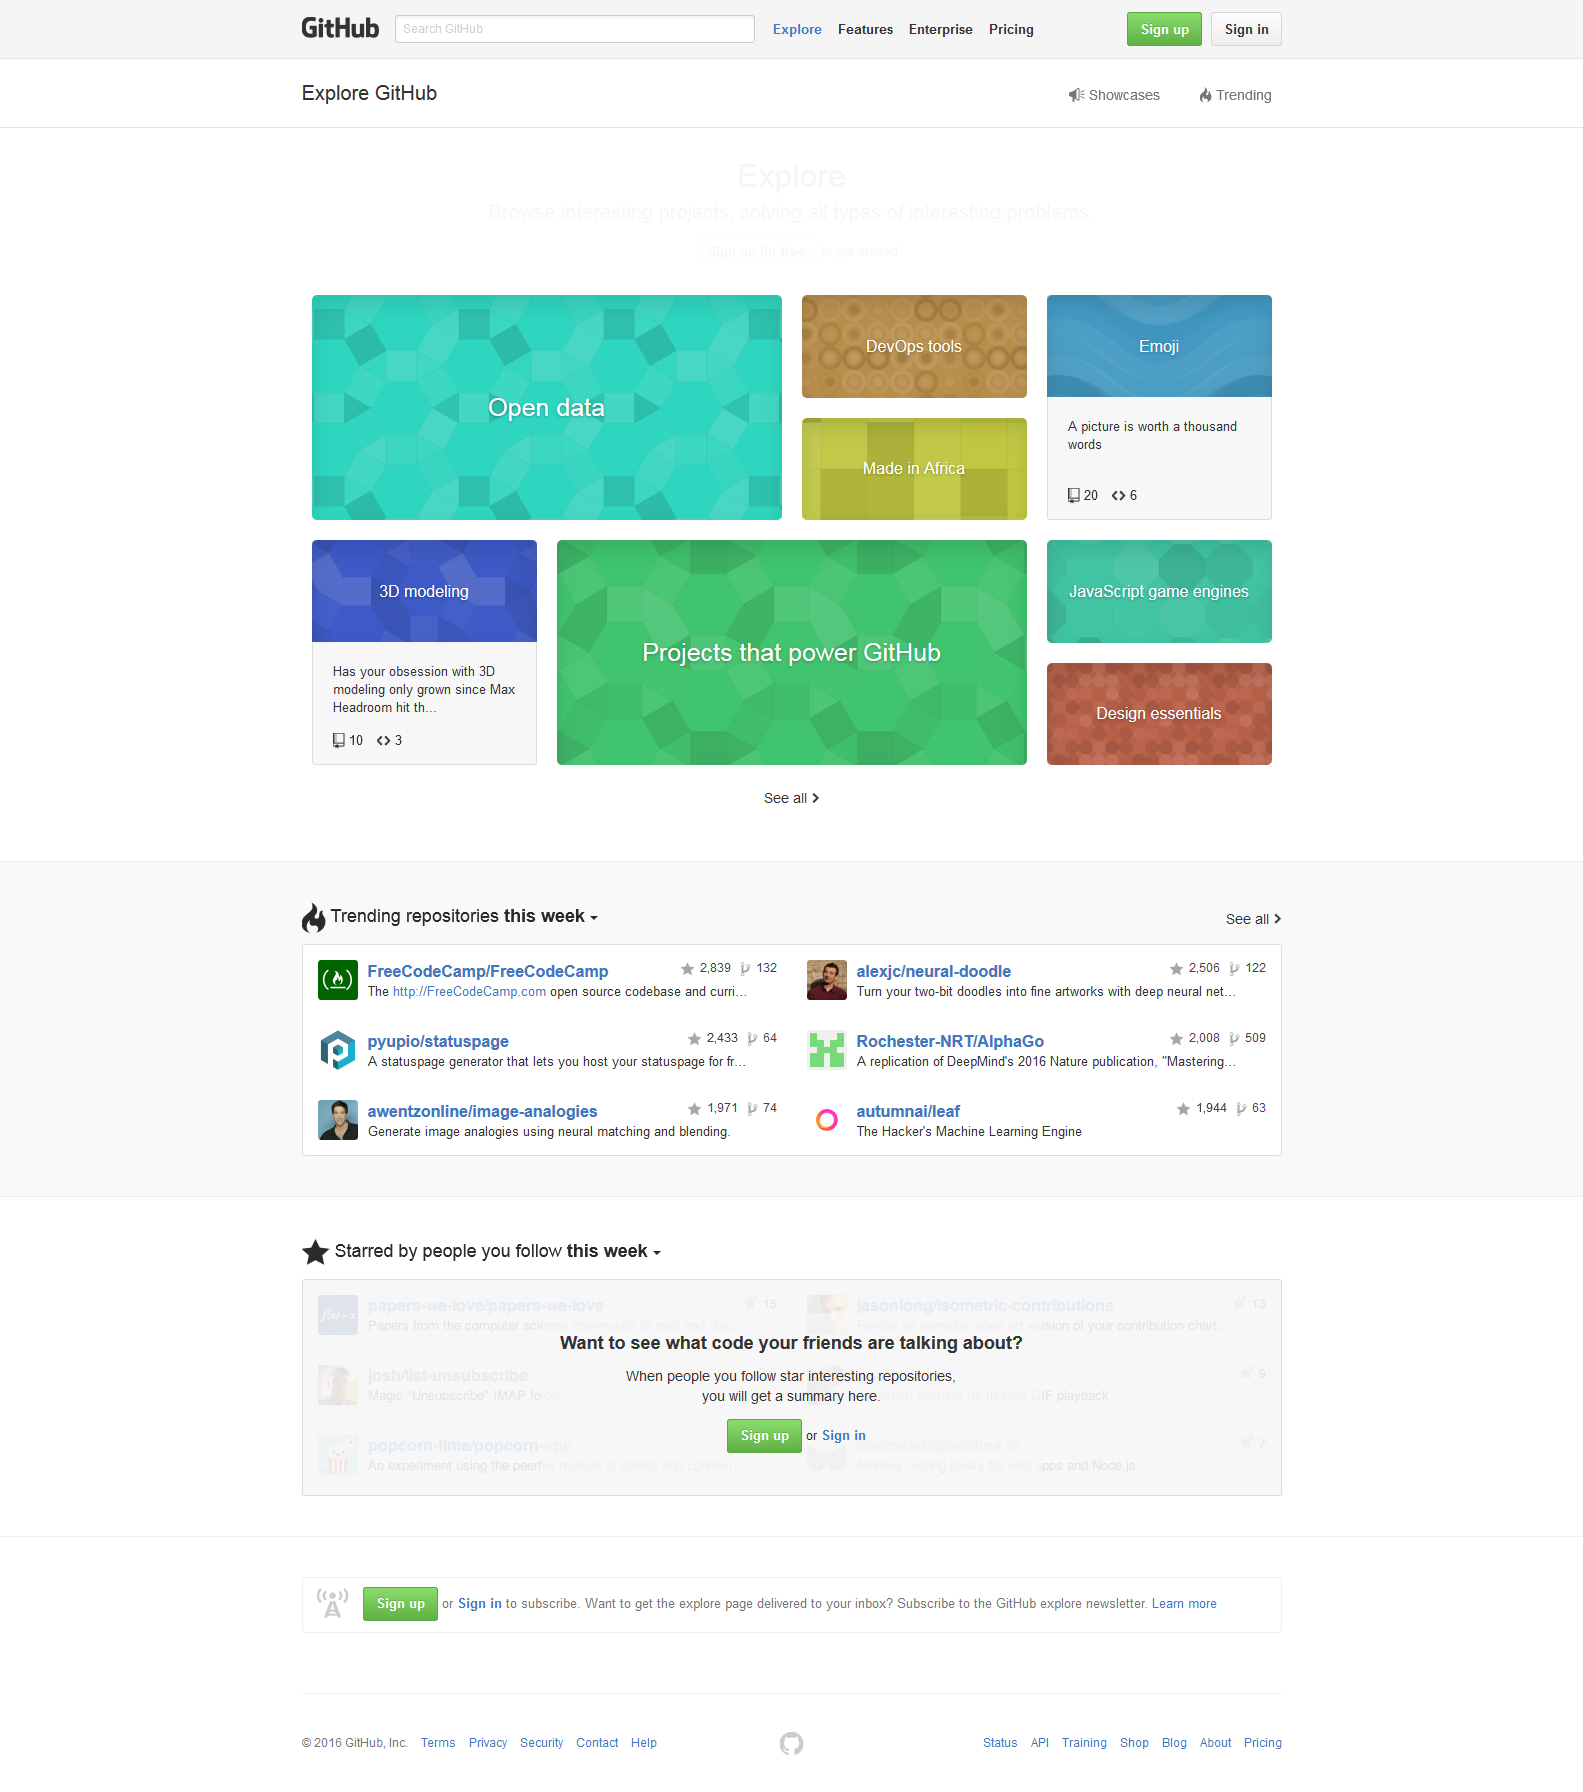 GitHub
Search GitHub
Explore Features Enterprise Pricing
Sign up
Sign in
Explore GitHub
Showcases
Trending
Explore
Browse interesting projects, solving all types of interesting problems.
Sign up for free to get started
Open data
DevOps tools
Made in Africa
Emoji
A picture is worth a thousand
words
20 6
3D modeling
Has your obsession with 3D
modeling only grown since Max
Headroom hit th...
10 3
Projects that power GitHub
JavaScript game engines
Design essentials
See all
Trending repositories this week
See all
FreeCodeCamp/FreeCodeCamp 2,839 132
The http://FreeCodeCamp.com open source codebase and curri...
alexjc/neural-doodle 2,506 122
Turn your two-bit doodles into fine artworks with deep neural net...
pyupio/statuspage 2,433 64
A statuspage generator that lets you host your statuspage for fr...
Rochester-NRT/AlphaGo 2,008 509
A replication of DeepMind's 2016 Nature publication, "Mastering...
awentzonline/image-analogies 1,971 74
Generate image analogies using neural matching and blending.
autumnai/leaf 1,944 63
The Hacker's Machine Learning Engine
Starred by people you follow this week
f(x) = x
papers-we-love/papers-we-love 15
Papers from the computer science community to read and disc...
jasonlong/isometric-contributions 13
Render an isometric pixel an version of your contribution chart.
josh/list-unsubscribe
Magic "Unsubscribe" IMAP folder
9
custom element for flexible GIF playback
popcorn-time/popcorn-app
An experiment using the peerflix module of nodejs and connect...
marmelab/gremlins.js 7
Monkey testing library for web apps and Node.js
Want to see what code your friends are talking about?
When people you follow star interesting repositories,
you will get a summary here.
Sign up or Sign in
Sign up or Sign in to subscribe. Want to get the explore page delivered to your inbox? Subscribe to the GitHub explore newsletter. Learn more
© 2016 GitHub, Inc. Terms Privacy Security Contact Help
Status API Training Shop Blog About Pricing